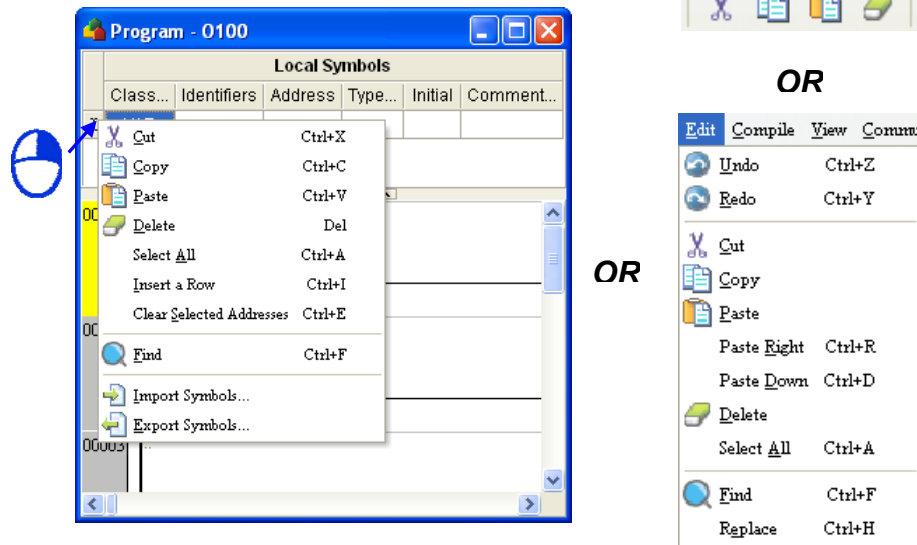 Program - 0100
Local Symbols
Class... Identifiers Address Type... Initial Comment...
Cut Ctrl+X
Copy Ctrl+C
Paste Ctrl+V
Delete Del
Select All Ctrl+A
Insert a Row Ctrl+I
Clear Selected Addresses Ctrl+E
Find Ctrl+F
Import Symbols...
Export Symbols...
00003
OR
OR
Edit Compile View
Undo Ctrl+Z
Redo Ctrl+Y
Cut
Copy
Paste
Paste Right Ctrl+R
Paste Down Ctrl+D
Delete
Select All Ctrl+A
Find Ctrl+F
Replace Ctrl+H